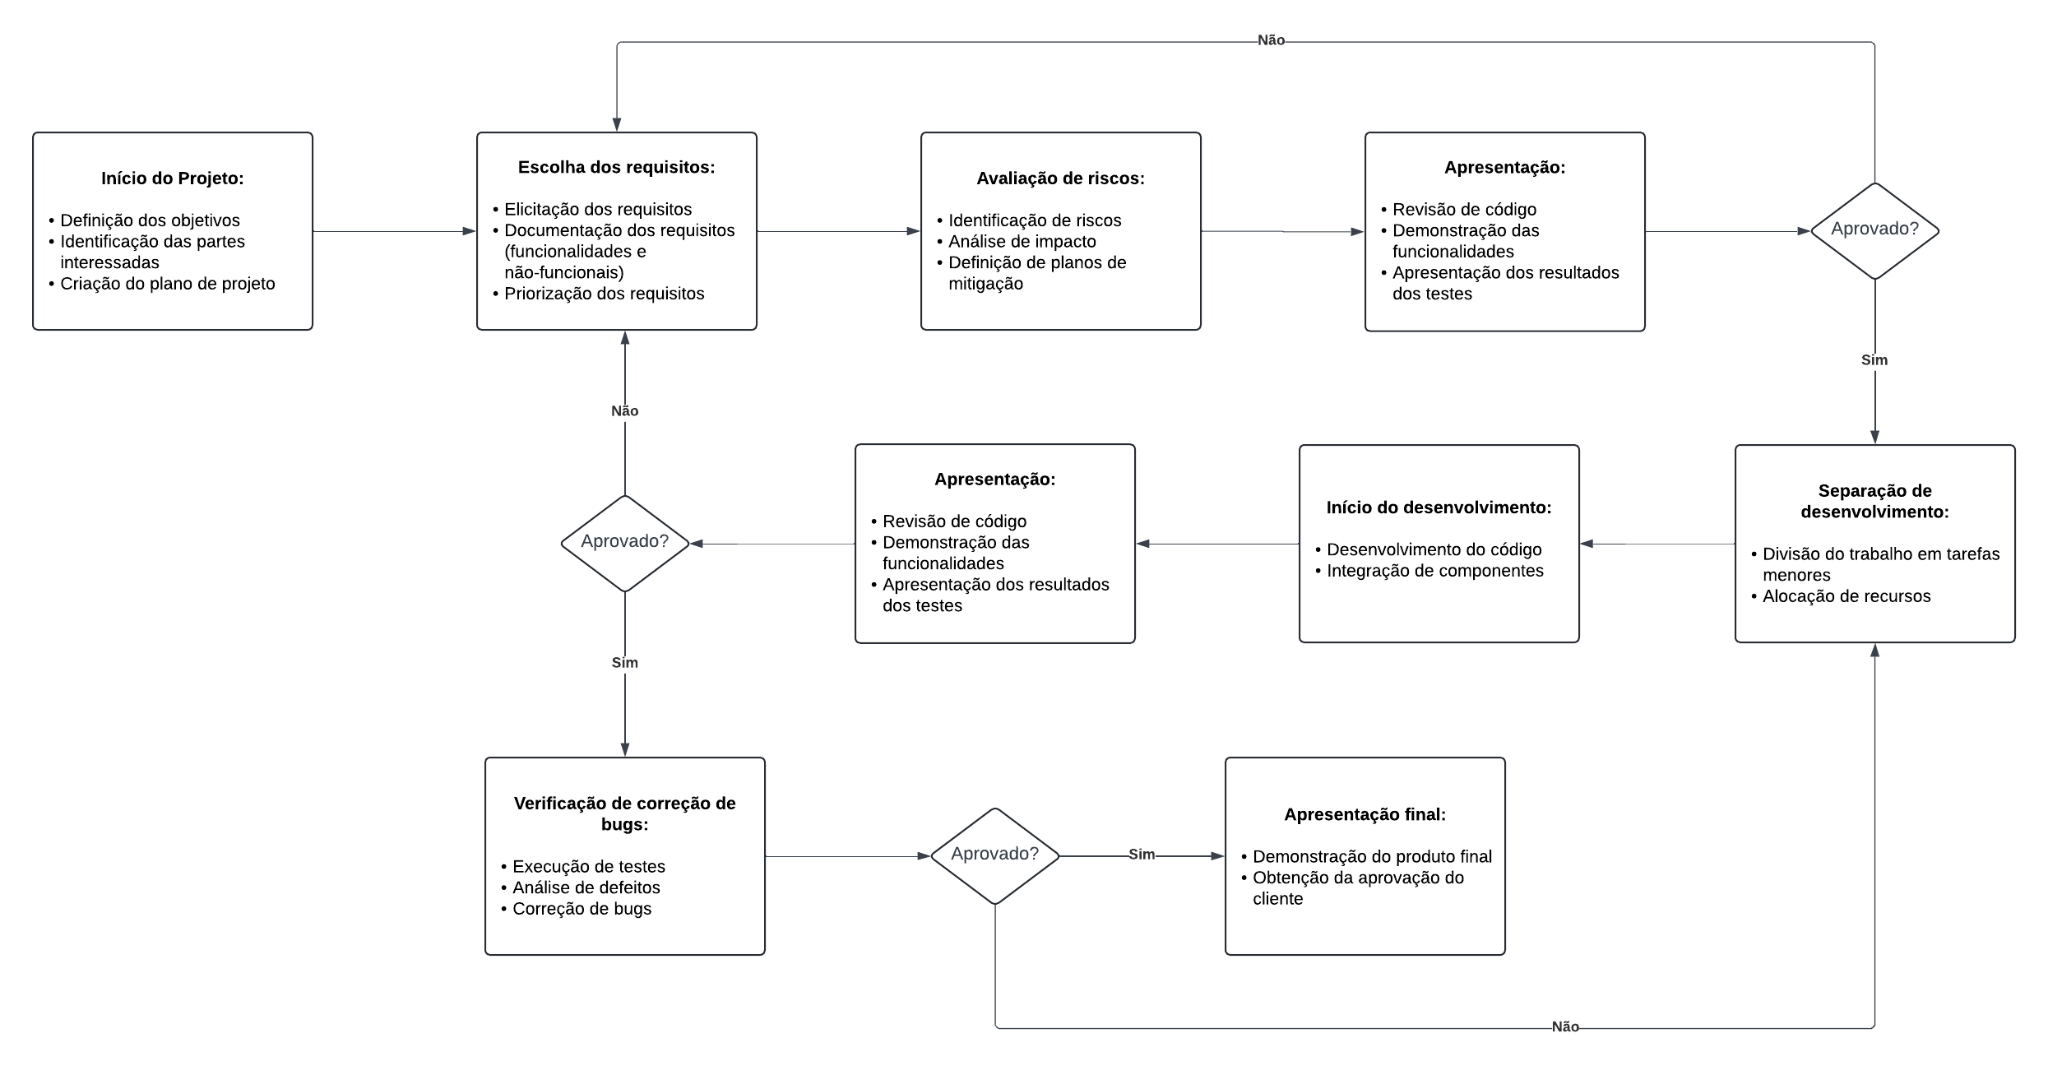 Não
Início do Projeto:
• Definição dos objetivos
• Identificação das partes
interessadas
• Criação do plano de projeto
Escolha dos requisitos:
• Elicitação dos requisitos
• Documentação dos requisitos
(funcionalidades e
não-funcionais)
• Priorização dos requisitos
Avaliação de riscos:
• Identificação de riscos
• Análise de impacto
• Definição de planos de
mitigação
Apresentação:
• Revisão de código
• Demonstração das
funcionalidades
• Apresentação dos resultados
dos testes
Aprovado?
Sim
Não
Separação de
desenvolvimento:
• Divisão do trabalho em tarefas
menores
• Alocação de recursos
Início do desenvolvimento:
• Desenvolvimento do código
• Integração de componentes
Apresentação:
• Revisão de código
• Demonstração das
funcionalidades
• Apresentação dos resultados
dos testes
Aprovado?
Sim
Verificação de correção de
bugs:
• Execução de testes
• Análise de defeitos
• Correção de bugs
Aprovado?
Sim
Apresentação final:
• Demonstração do produto final
• Obtenção da aprovação do
cliente
Não